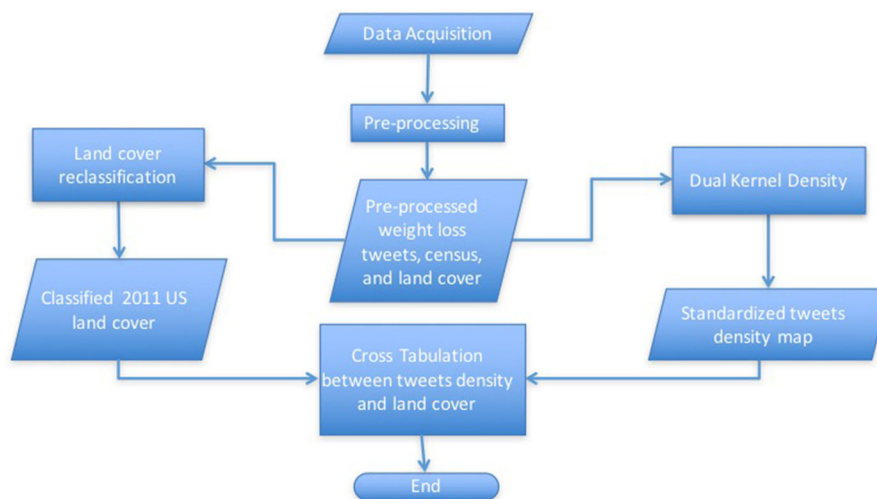 Data Acquisition
Pre-processing
Land cover
reclassification
Pre-processed
weight loss
tweets, census,
and land cover
Dual Kernel Density
Classified 2011 US
land cover
Standardized tweets
density map
Cross Tabulation
between tweets density
and land cover
End